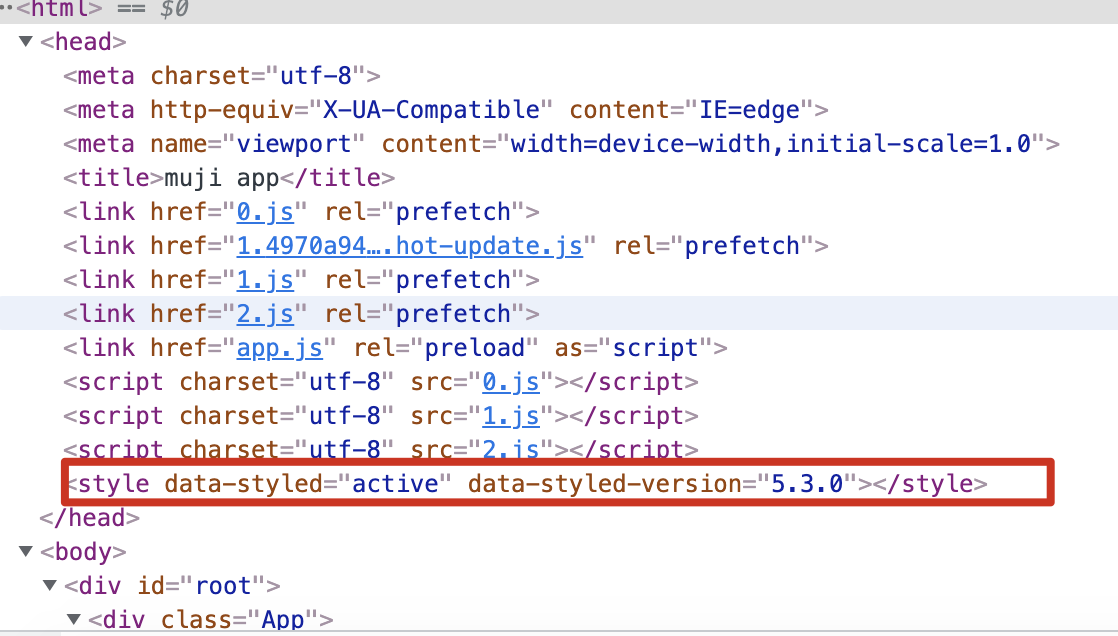 ··<html> == $0
▼<head>
<meta charset="utf-8">
<meta http-equiv="X-UA-Compatible" content="IE=edge">
<meta name="viewport" content="width=device-width,initial-scale=1.0">
<title>muji app</title>
<link href="0.js" rel="prefetch">
<link href="1.4970a94….hot-update.js" rel="prefetch">
<link href="1.js" rel="prefetch">
<link href="2.js" rel="prefetch">
<link href="app.js" rel="preload" as="script">
<script charset="utf-8" src="0.js"></script>
<script charset="utf-8" src="1.js"></script>
<script charset="utf-8" src="2.js"></script>
<style data-styled="active" data-styled-version="5.3.0"></style>
</head>
▼<body>
▼<div id="root">
▼<div class="App">